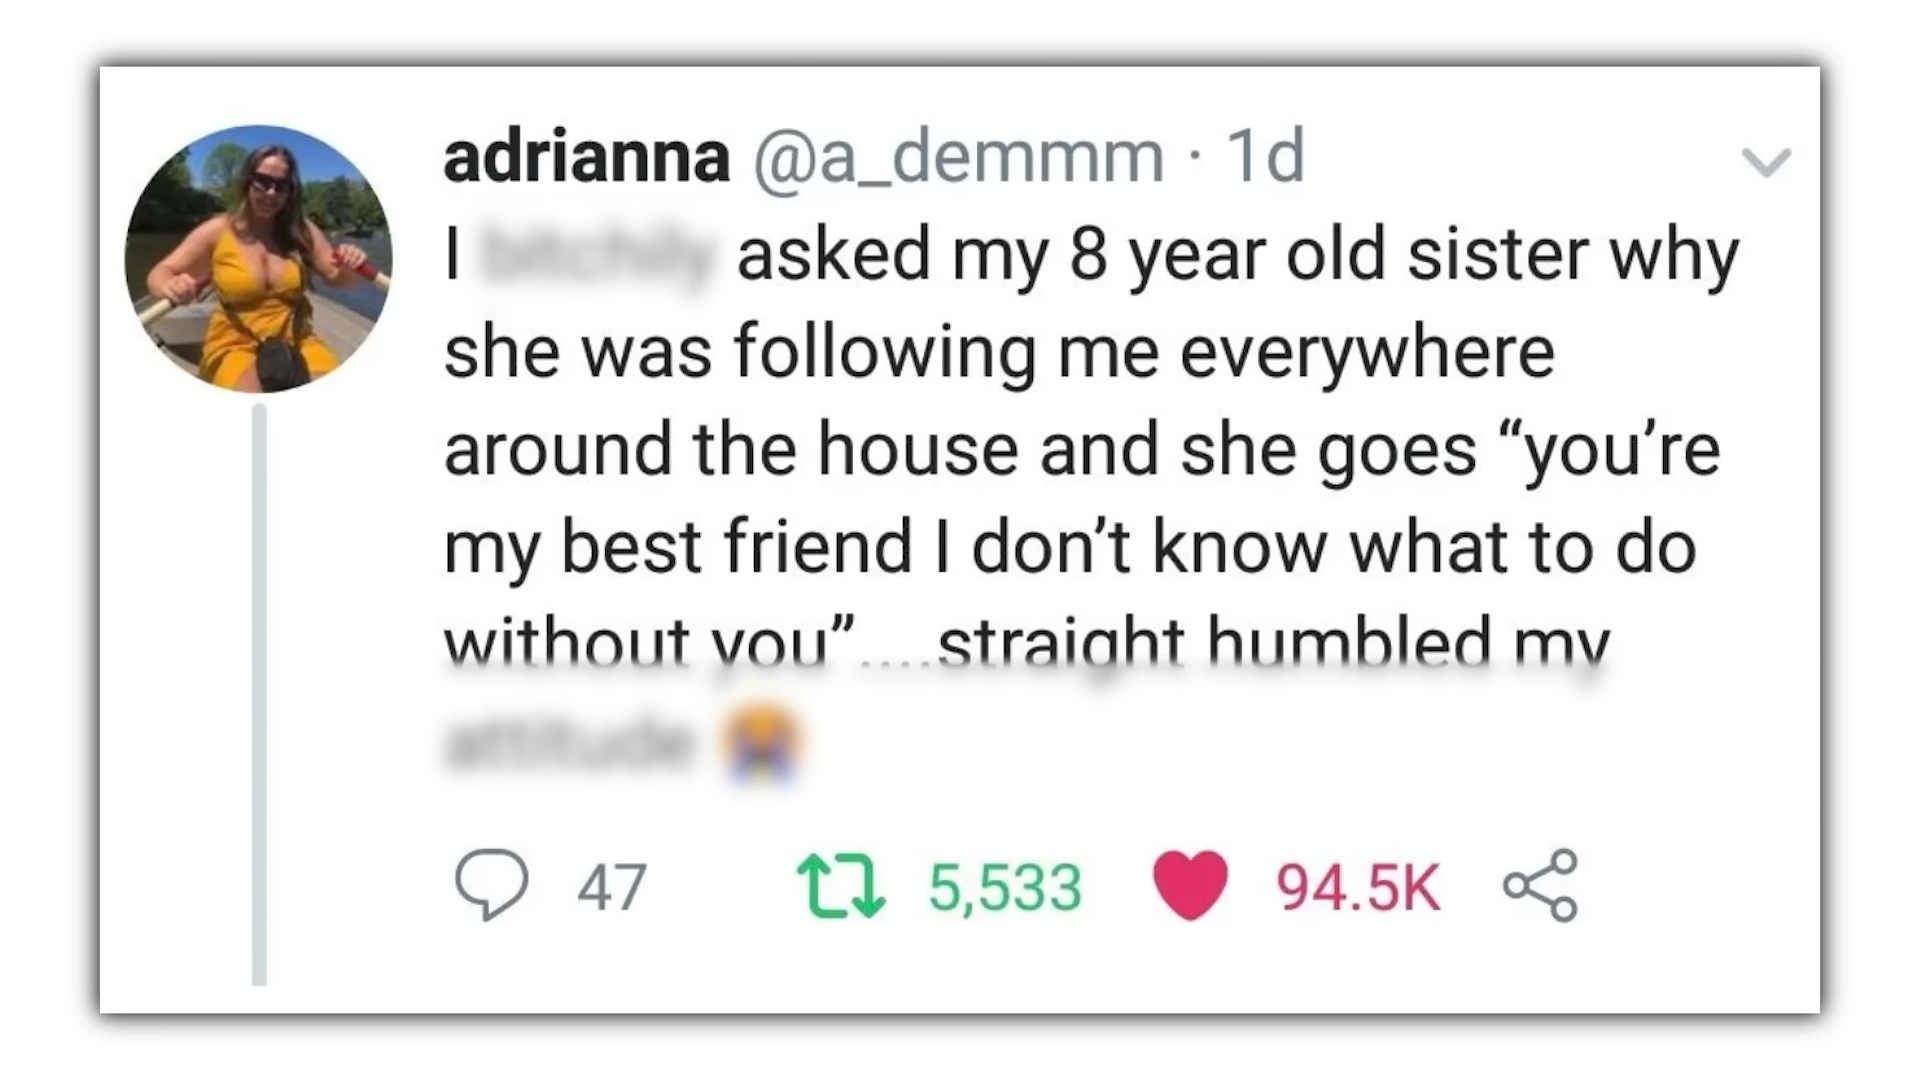 adrianna @a_demmm · 1d
I bitchily asked my 8 year old sister why
she was following me everywhere
around the house and she goes “you’re
my best friend I don’t know what to do
without you”....straight humbled my
attitude 😭
47 5,533 94.5K